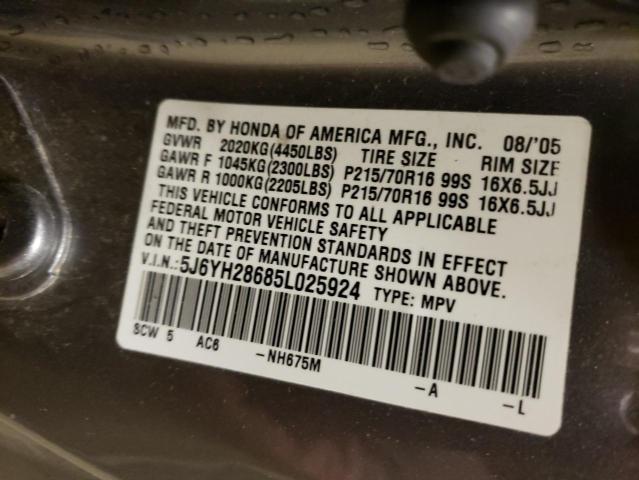 MFD. BY HONDA OF AMERICA MFG., INC. 08/'05
GVWR 2020KG(4450LBS) TIRE SIZE RIM SIZE
GAWR F 1045KG(2300LBS) P215/70R16 99S 16X6.5JJ
GAWR R 1000KG(2205LBS) P215/70R16 99S 16X6.5JJ
THIS VEHICLE CONFORMS TO ALL APPLICABLE
FEDERAL MOTOR VEHICLE SAFETY
AND THEFT PREVENTION STANDARDS IN EFFECT
ON THE DATE OF MANUFACTURE SHOWN ABOVE.
V.I.N.: 5J6YH28685L025924 TYPE: MPV
SCW 5 AC6 -NH675M -A -L